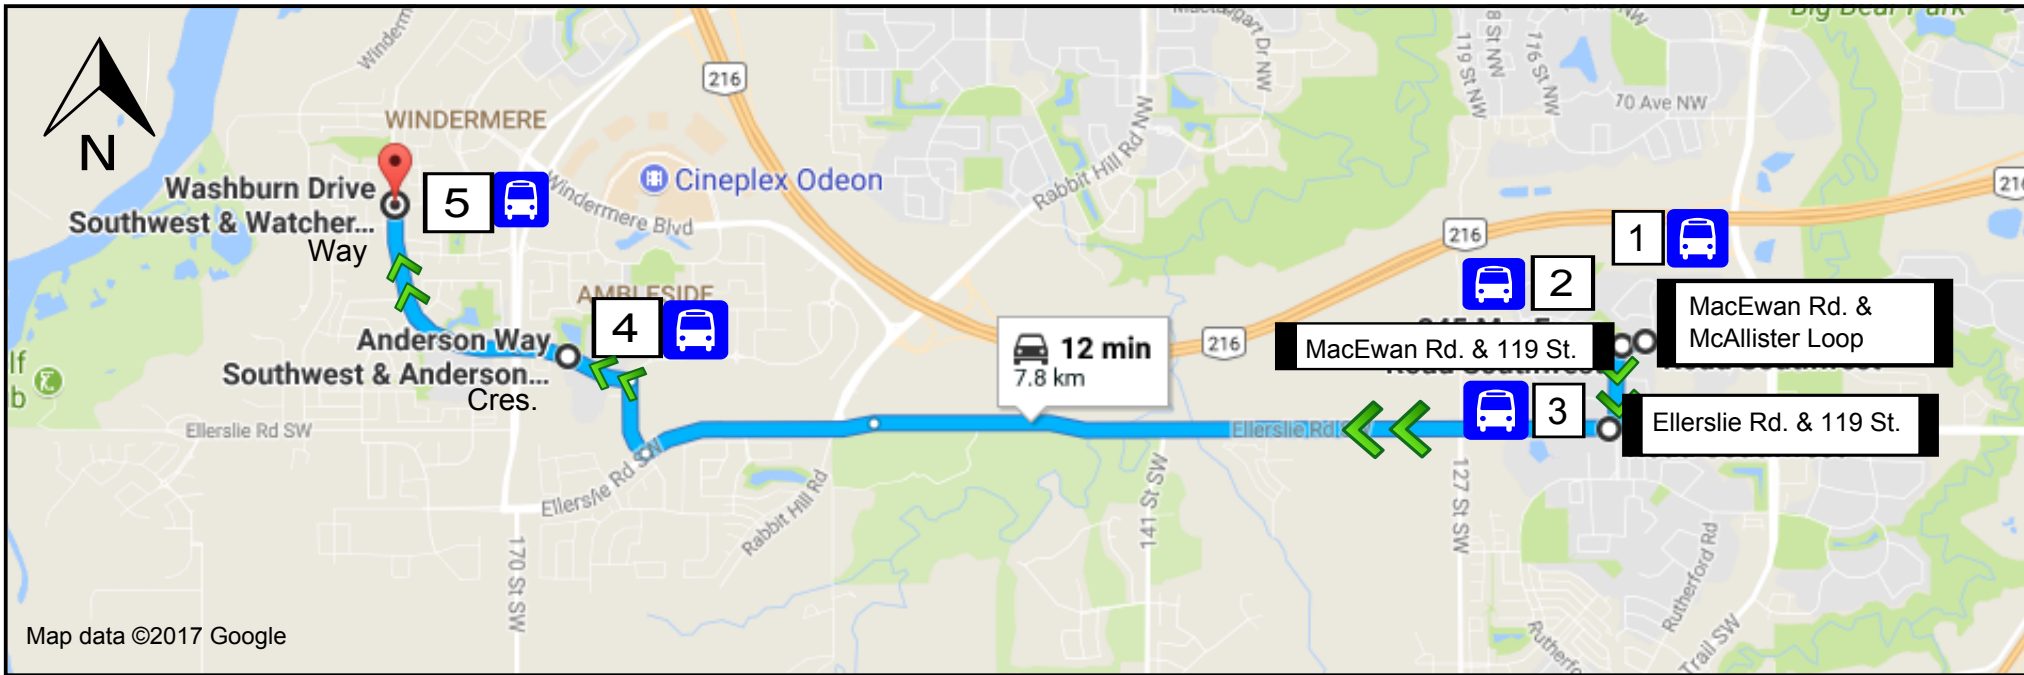 Big Bear Park
119 St NW
116 St NW
70 Ave NW
216
WINDERMERE
Cineplex Odeon
Rabbit Hill Rd NW
Windermere Blvd
N
Washburn Drive
Southwest & Watcher...
Way
5
216
1
2
AMBLESIDE
4
Anderson Way
Southwest & Anderson...
Cres.
12 min
7.8 km
216
MacEwan Rd. & 119 St.
MacEwan Rd. &
McAllister Loop
3
Ellerslie Rd. & 119 St.
Ellerslie Rd SW
Ellerslie Rd SW
Rabbit Hill Rd
141 St SW
127 St SW
170 St SW
Rutherford Rd
Trail SW
Map data ©2017 Google